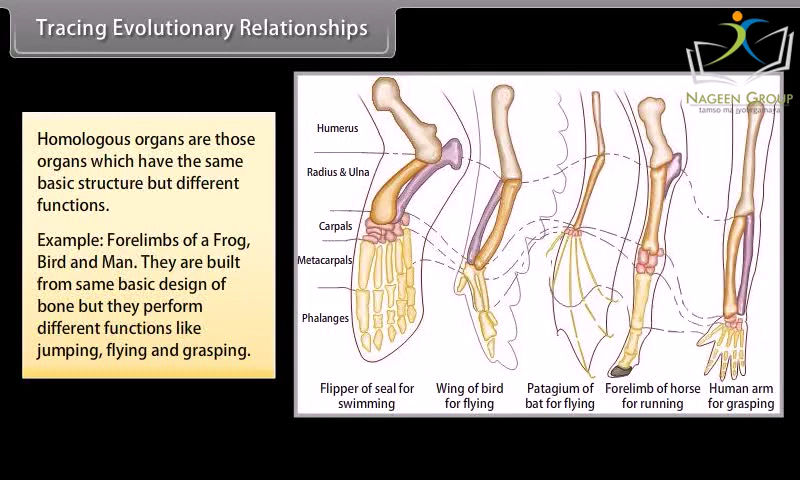 Tracing Evolutionary Relationships
NAGEEN GROUP
tamso ma jyotirgamaya
Homologous organs are those
organs which have the same
basic structure but different
functions.
Example: Forelimbs of a Frog,
Bird and Man. They are built
from same basic design of
bone but they perform
different functions like
jumping, flying and grasping.
Humerus
Radius & Ulna
Carpals
Metacarpals
Phalanges
Flipper of seal for
swimming
Wing of bird
for flying
Patagium of
bat for flying
Forelimb of horse
for running
Human arm
for grasping